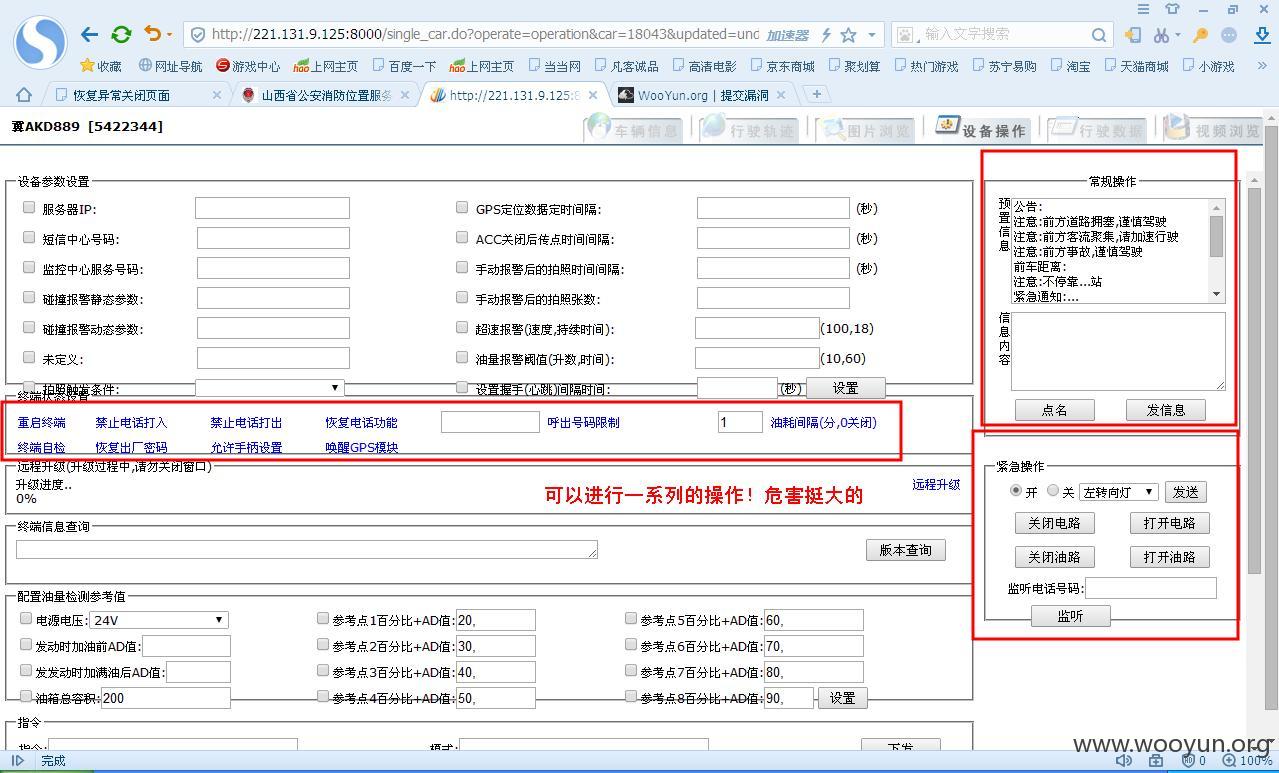 http://221.131.9.125:8000/single_car.do?operate=operation&car=18043&updated=unc 加速器 输入文字搜索
收藏 网址导航 游戏中心 上网主页 百度一下 上网主页 当当网 凡客诚品 高清电影 京东商城 聚划算 热门游戏 苏宁易购 淘宝 天猫商城 小游戏
恢复异常关闭页面 山西省公安消防位置服务 http://221.131.9.125:8 WooYun.org | 提交漏洞
冀AKD889 [5422344] 车辆信息 行驶轨迹 图片浏览 设备操作 行驶数据 视频浏览
设备参数设置
服务器IP: GPS定位数据定时间隔: (秒)
短信中心号码: ACC关闭后传点时间间隔: (秒)
监控中心服务号码: 手动报警后的拍照时间间隔: (秒)
碰撞报警静态参数: 手动报警后的拍照张数:
碰撞报警动态参数: 超速报警(速度,持续时间): (100,18)
未定义: 油量报警阈值(升数,时间): (10,60)
拍照触发条件: 设置握手(心跳)间隔时间: (秒) 设置
终端状态设置
重启终端 禁止电话打入 禁止电话打出 恢复电话功能 呼出号码限制 1 油耗间隔(分,0关闭)
终端自检 恢复出厂密码 允许手柄设置 唤醒GPS模块
远程升级(升级过程中,请勿关闭窗口)
升级进度.. 远程升级
0%
可以进行一系列的操作！危害挺大的
终端信息查询
版本查询
配置油量检测参考值
电源电压: 24V 参考点1百分比+AD值: 20, 参考点5百分比+AD值: 60,
发动时加油前AD值: 参考点2百分比+AD值: 30, 参考点6百分比+AD值: 70,
发发动时加满油后AD值: 参考点3百分比+AD值: 40, 参考点7百分比+AD值: 80,
油箱总容积: 200 参考点4百分比+AD值: 50, 参考点8百分比+AD值: 90, 设置
指令
指令: 模式: 下发
常规操作
预置信息
公告:
注意:前方道路拥塞,谨慎驾驶
注意:前方客流聚集,请加速行驶
注意:前方事故,谨慎驾驶
前车距离:
注意:不停靠...站
紧急通知:...
信息内容
点名 发信息
紧急操作
开 关 左转向灯 发送
关闭电路 打开电路
关闭油路 打开油路
监听电话号码:
监听
www.wooyun.org
完成 0 100%